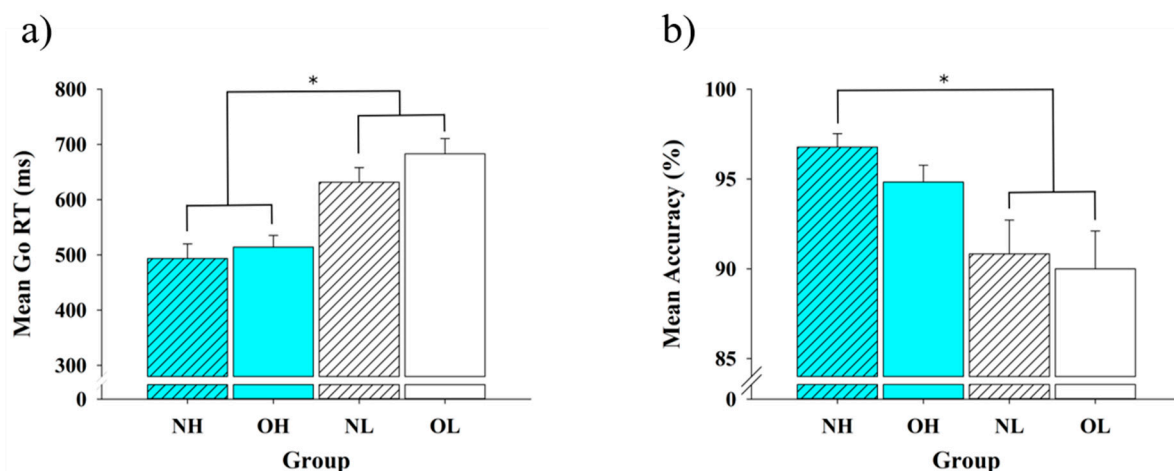 a)
*
Mean Go RT (ms)
800
700
600
500
400
300
0
NH OH NL OL
Group
b)
*
Mean Accuracy (%)
100
95
90
85
0
NH OH NL OL
Group